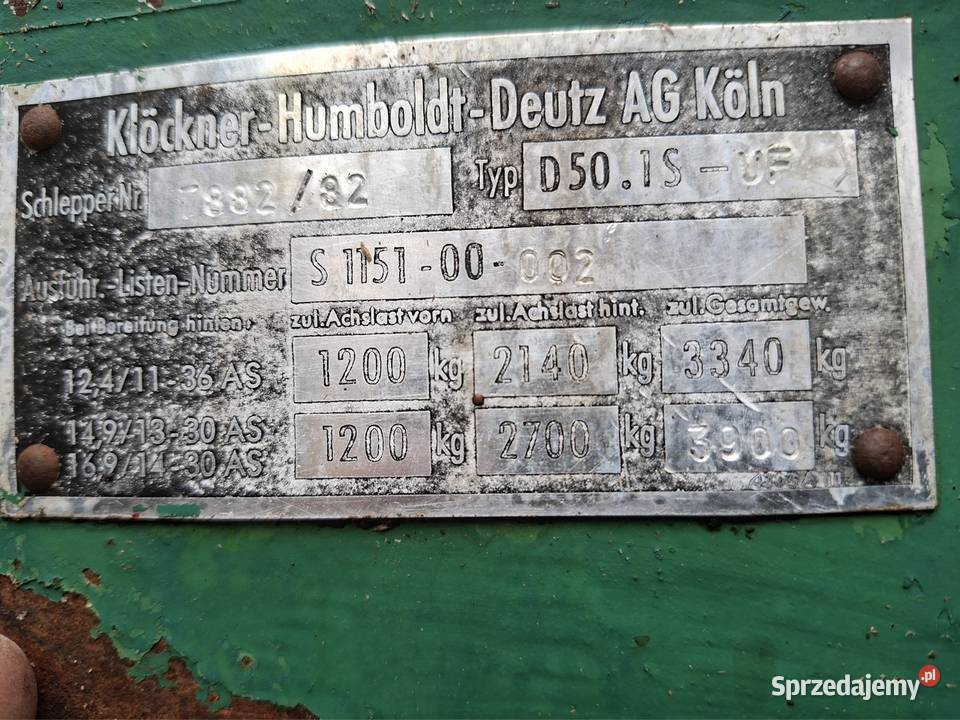 Klöckner-Humboldt-Deutz AG Köln
Schlepper Nr. 7882/82 Typ D50.1S-UF
Ausführ.-Listen-Nummer S 1151-00-002
Bei Bereifung hinten: zul.Achslast vorn zul.Achslast hint. zul.Gesamtgew.
12,4/11-36 AS 1200 kg 2140 kg 3340 kg
14,9/13-30 AS 1200 kg 2700 kg 3900 kg
16,9/14-30 AS
Sprzedajemy.pl